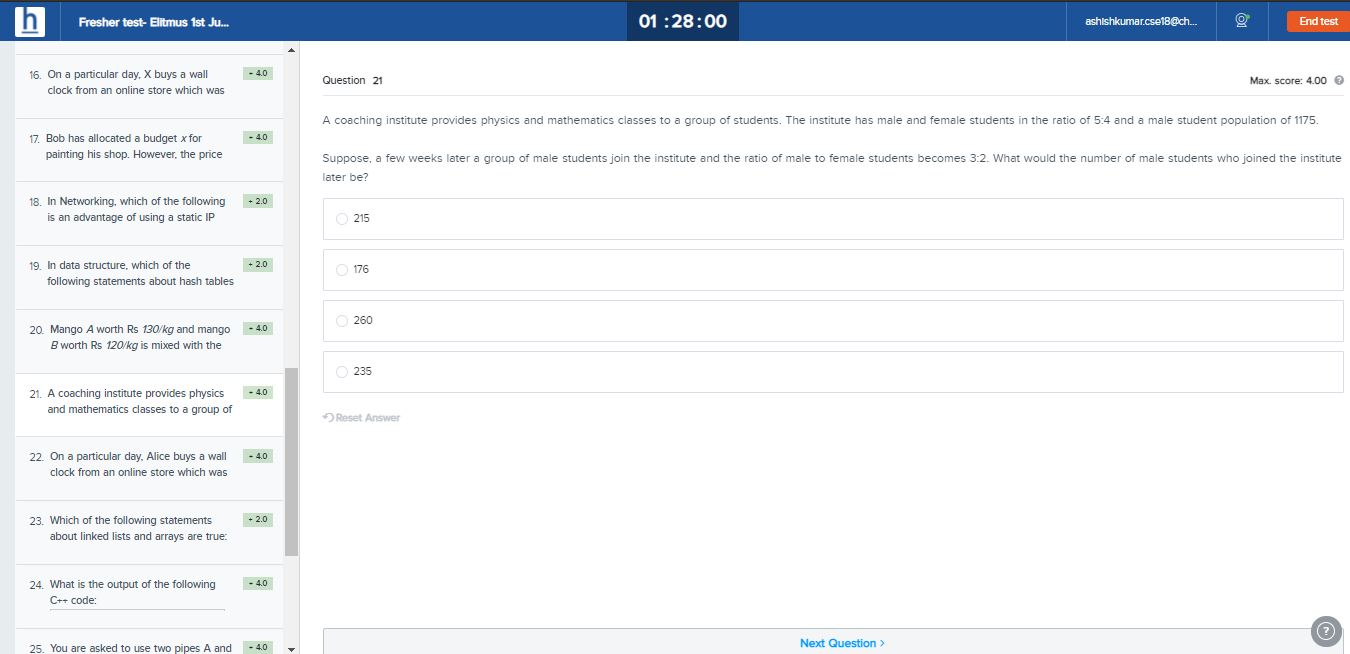 h
Fresher test- Elitmus 1st Ju...
01 : 28 : 00
ashishkumar.cse18@ch...
End test
16. On a particular day, X buys a wall
clock from an online store which was
+ 4.0
17. Bob has allocated a budget x for
painting his shop. However, the price
+ 4.0
18. In Networking, which of the following
is an advantage of using a static IP
+ 2.0
19. In data structure, which of the
following statements about hash tables
+ 2.0
20. Mango A worth Rs 130/kg and mango
B worth Rs 120/kg is mixed with the
+ 4.0
21. A coaching institute provides physics
and mathematics classes to a group of
+ 4.0
22. On a particular day, Alice buys a wall
clock from an online store which was
+ 4.0
23. Which of the following statements
about linked lists and arrays are true:
+ 2.0
24. What is the output of the following
C++ code:
+ 4.0
25. You are asked to use two pipes A and
+ 4.0
Question 21
Max. score: 4.00 ?
A coaching institute provides physics and mathematics classes to a group of students. The institute has male and female students in the ratio of 5:4 and a male student population of 1175.
Suppose, a few weeks later a group of male students join the institute and the ratio of male to female students becomes 3:2. What would the number of male students who joined the institute
later be?
215
176
260
235
Reset Answer
Next Question >
?